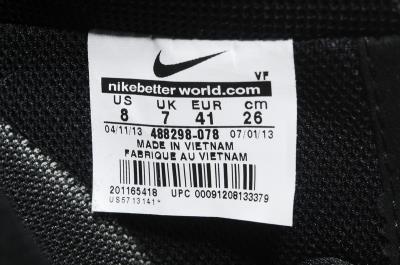 VF
nikebetterworld.com
US UK EUR cm
8 7 41 26
04/11/13 488298-078 07/01/13
MADE IN VIETNAM
FABRIQUE AU VIETNAM
201165418 UPC 00091208133379
US5713141*